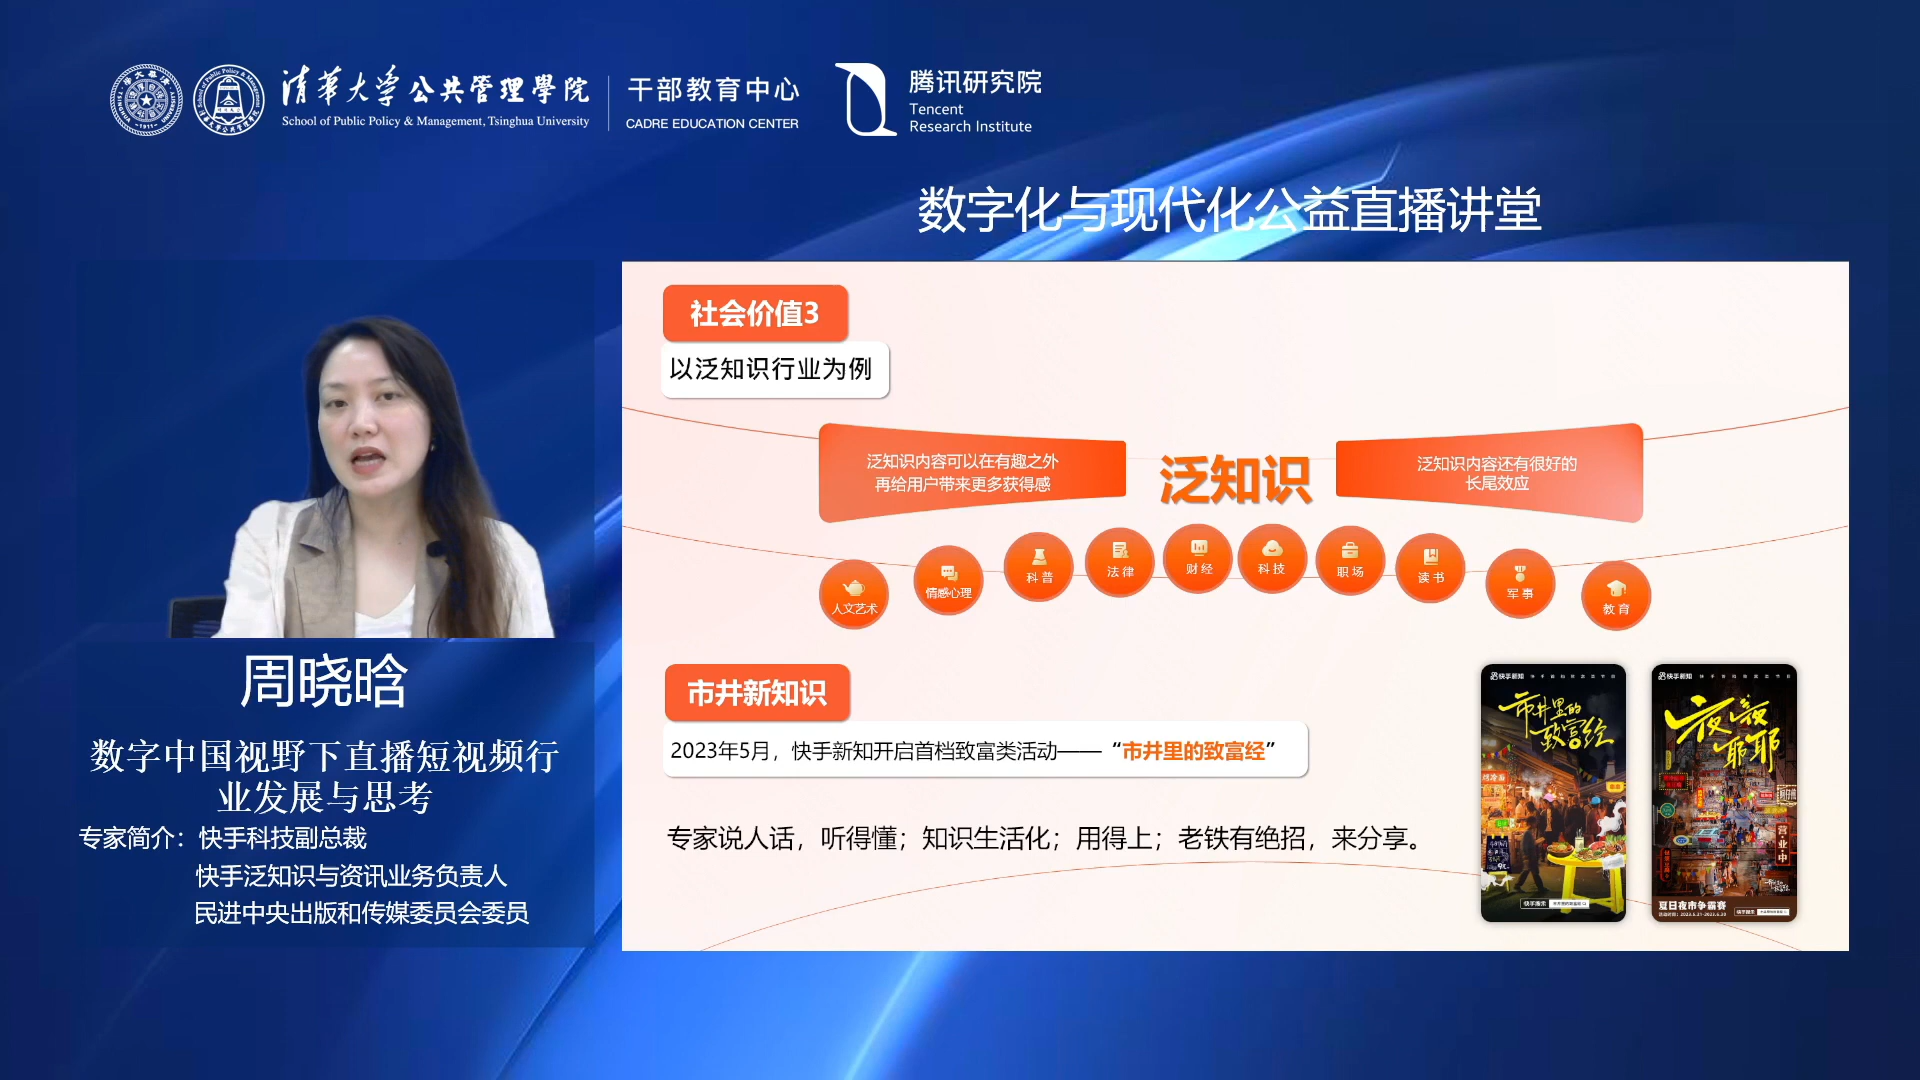 清華大学公共管理學院
School of Public Policy & Management, Tsinghua University
干部教育中心
CADRE EDUCATION CENTER
腾讯研究院
Tencent
Research Institute
数字化与现代化公益直播讲堂
周晓晗
数字中国视野下直播短视频行
业发展与思考
专家简介：快手科技副总裁
快手泛知识与资讯业务负责人
民进中央出版和传媒委员会委员
社会价值3
以泛知识行业为例
泛知识内容可以在有趣之外
再给用户带来更多获得感
泛知识
泛知识内容还有很好的
长尾效应
人文艺术
情感心理
科普
法律
财经
科技
职场
读书
军事
教育
市井新知识
2023年5月，快手新知开启首档致富类活动——“市井里的致富经”
专家说人话，听得懂；知识生活化；用得上；老铁有绝招，来分享。
快手新知
市井里的
致富经
快手新知
夜夜
耶耶
营业中
夏日夜市争霸赛